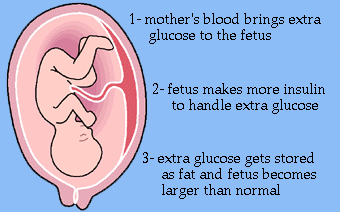 1- mother's blood brings extra
glucose to the fetus
2- fetus makes more insulin
to handle extra glucose
3- extra glucose gets stored
as fat and fetus becomes
larger than normal